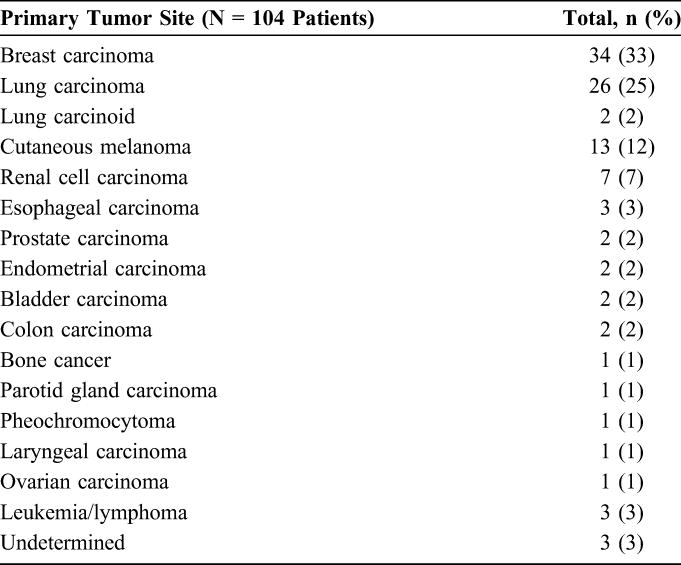 Primary Tumor Site (N = 104 Patients) Total, n (%)
Breast carcinoma 34 (33)
Lung carcinoma 26 (25)
Lung carcinoid 2 (2)
Cutaneous melanoma 13 (12)
Renal cell carcinoma 7 (7)
Esophageal carcinoma 3 (3)
Prostate carcinoma 2 (2)
Endometrial carcinoma 2 (2)
Bladder carcinoma 2 (2)
Colon carcinoma 2 (2)
Bone cancer 1 (1)
Parotid gland carcinoma 1 (1)
Pheochromocytoma 1 (1)
Laryngeal carcinoma 1 (1)
Ovarian carcinoma 1 (1)
Leukemia/lymphoma 3 (3)
Undetermined 3 (3)